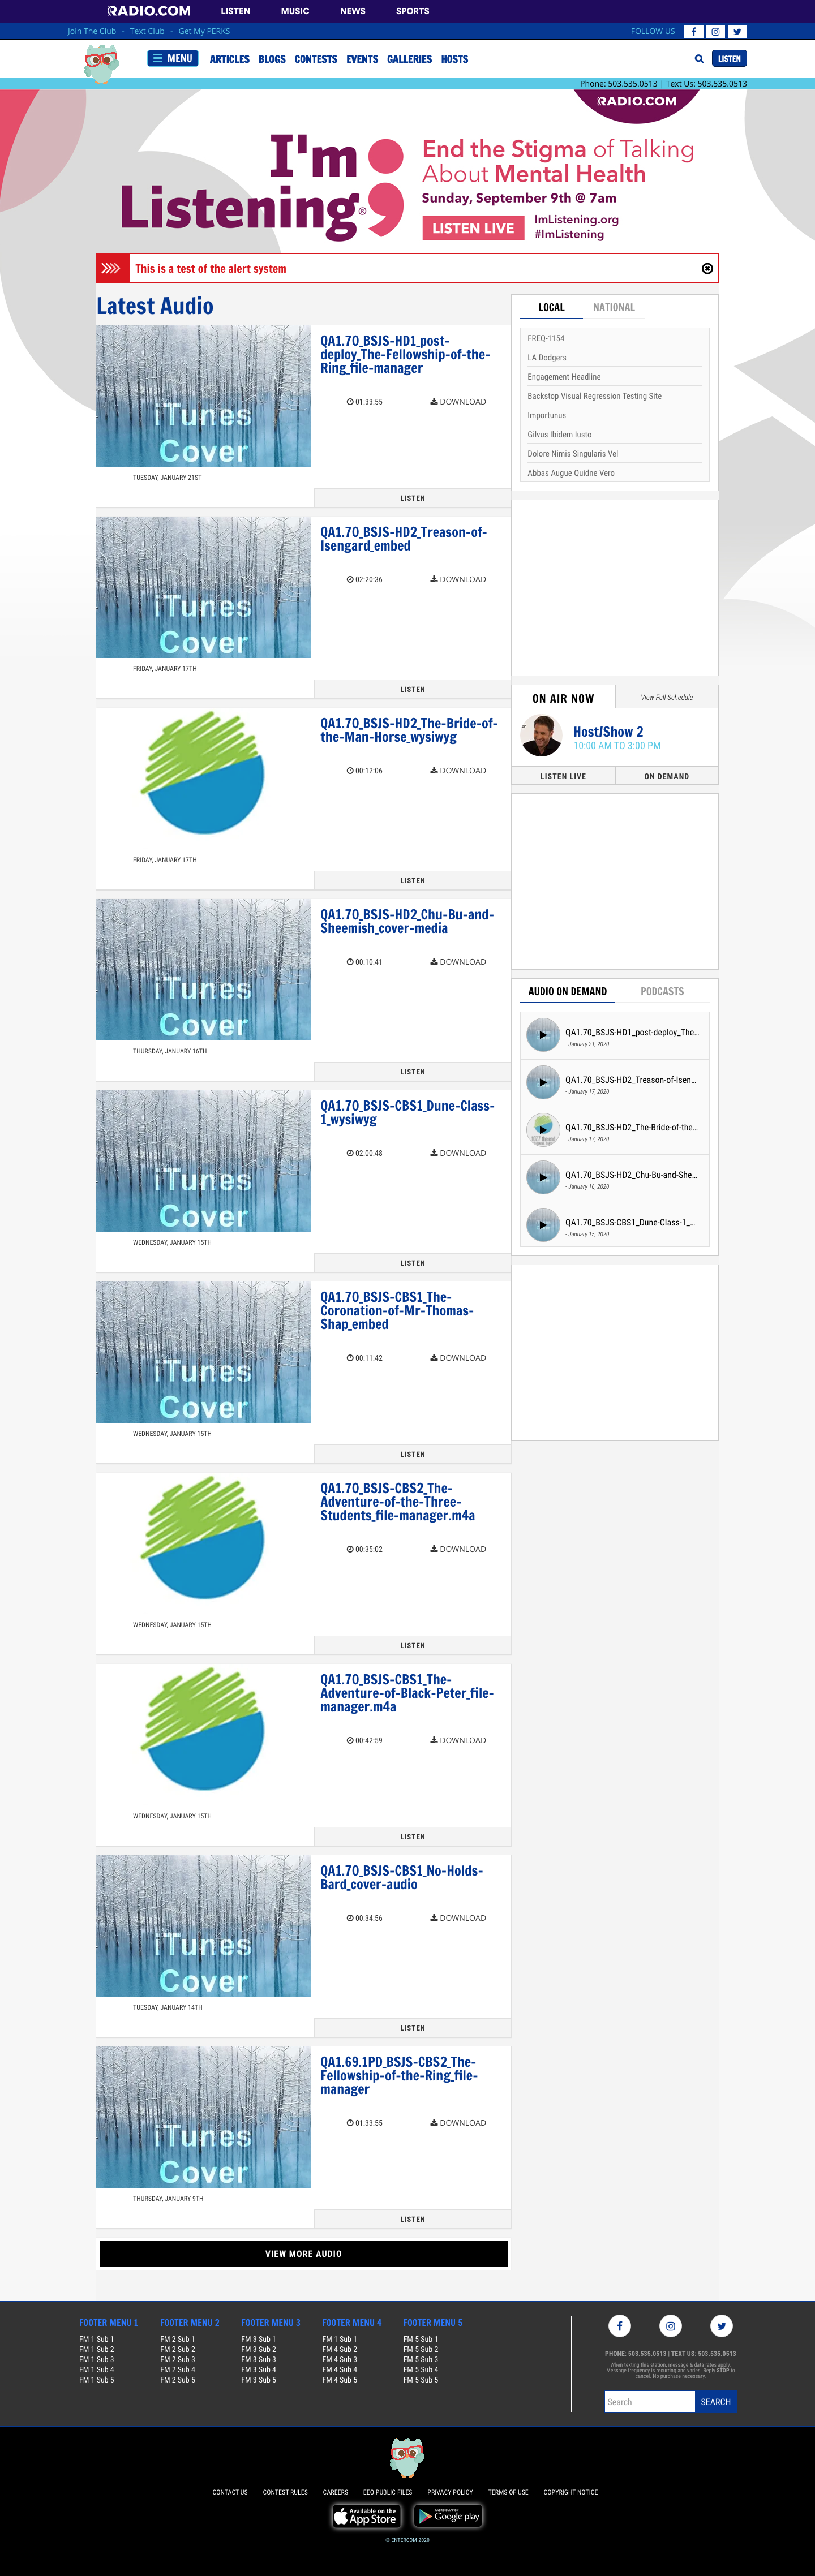 RADIO.COM LISTEN MUSIC NEWS SPORTS
Join The Club - Text Club - Get My PERKS FOLLOW US
MENU ARTICLES BLOGS CONTESTS EVENTS GALLERIES HOSTS LISTEN
Phone: 503.535.0513 | Text Us: 503.535.0513
RADIO.COM
I'm
Listening®
End the Stigma of Talking
About Mental Health
Sunday, September 9th @ 7am
LISTEN LIVE
ImListening.org
#ImListening
This is a test of the alert system
Latest Audio
iTunes
Cover
QA1.70_BSJS-HD1_post-
deploy_The-Fellowship-of-the-
Ring_file-manager
01:33:55 DOWNLOAD
TUESDAY, JANUARY 21ST
LISTEN
iTunes
Cover
QA1.70_BSJS-HD2_Treason-of-
Isengard_embed
02:20:36 DOWNLOAD
FRIDAY, JANUARY 17TH
LISTEN
QA1.70_BSJS-HD2_The-Bride-of-
the-Man-Horse_wysiwyg
00:12:06 DOWNLOAD
FRIDAY, JANUARY 17TH
LISTEN
iTunes
Cover
QA1.70_BSJS-HD2_Chu-Bu-and-
Sheemish_cover-media
00:10:41 DOWNLOAD
THURSDAY, JANUARY 16TH
LISTEN
iTunes
Cover
QA1.70_BSJS-CBS1_Dune-Class-
1_wysiwyg
02:00:48 DOWNLOAD
WEDNESDAY, JANUARY 15TH
LISTEN
iTunes
Cover
QA1.70_BSJS-CBS1_The-
Coronation-of-Mr-Thomas-
Shap_embed
00:11:42 DOWNLOAD
WEDNESDAY, JANUARY 15TH
LISTEN
QA1.70_BSJS-CBS2_The-
Adventure-of-the-Three-
Students_file-manager.m4a
00:35:02 DOWNLOAD
WEDNESDAY, JANUARY 15TH
LISTEN
QA1.70_BSJS-CBS1_The-
Adventure-of-Black-Peter_file-
manager.m4a
00:42:59 DOWNLOAD
WEDNESDAY, JANUARY 15TH
LISTEN
iTunes
Cover
QA1.70_BSJS-CBS1_No-Holds-
Bard_cover-audio
00:34:56 DOWNLOAD
TUESDAY, JANUARY 14TH
LISTEN
iTunes
Cover
QA1.69.1PD_BSJS-CBS2_The-
Fellowship-of-the-Ring_file-
manager
01:33:55 DOWNLOAD
THURSDAY, JANUARY 9TH
LISTEN
VIEW MORE AUDIO
LOCAL NATIONAL
FREQ-1154
LA Dodgers
Engagement Headline
Backstop Visual Regression Testing Site
Importunus
Gilvus Ibidem Iusto
Dolore Nimis Singularis Vel
Abbas Augue Quidne Vero
ON AIR NOW View Full Schedule
Host/Show 2
10:00 AM TO 3:00 PM
LISTEN LIVE ON DEMAND
AUDIO ON DEMAND PODCASTS
QA1.70_BSJS-HD1_post-deploy_The...
- January 21, 2020
QA1.70_BSJS-HD2_Treason-of-Isen...
- January 17, 2020
QA1.70_BSJS-HD2_The-Bride-of-the...
- January 17, 2020
QA1.70_BSJS-HD2_Chu-Bu-and-She...
- January 16, 2020
QA1.70_BSJS-CBS1_Dune-Class-1_...
- January 15, 2020
FOOTER MENU 1
FM 1 Sub 1
FM 1 Sub 2
FM 1 Sub 3
FM 1 Sub 4
FM 1 Sub 5
FOOTER MENU 2
FM 2 Sub 1
FM 2 Sub 2
FM 2 Sub 3
FM 2 Sub 4
FM 2 Sub 5
FOOTER MENU 3
FM 3 Sub 1
FM 3 Sub 2
FM 3 Sub 3
FM 3 Sub 4
FM 3 Sub 5
FOOTER MENU 4
FM 1 Sub 1
FM 4 Sub 2
FM 4 Sub 3
FM 4 Sub 4
FM 4 Sub 5
FOOTER MENU 5
FM 5 Sub 1
FM 5 Sub 2
FM 5 Sub 3
FM 5 Sub 4
FM 5 Sub 5
PHONE: 503.535.0513 | TEXT US: 503.535.0513
When texting this station, message & data rates apply.
Message frequency is recurring and varies. Reply STOP to
cancel. No purchase necessary.
Search SEARCH
CONTACT US CONTEST RULES CAREERS EEO PUBLIC FILES PRIVACY POLICY TERMS OF USE COPYRIGHT NOTICE
Available on the
App Store
Google play
© ENTERCOM 2020